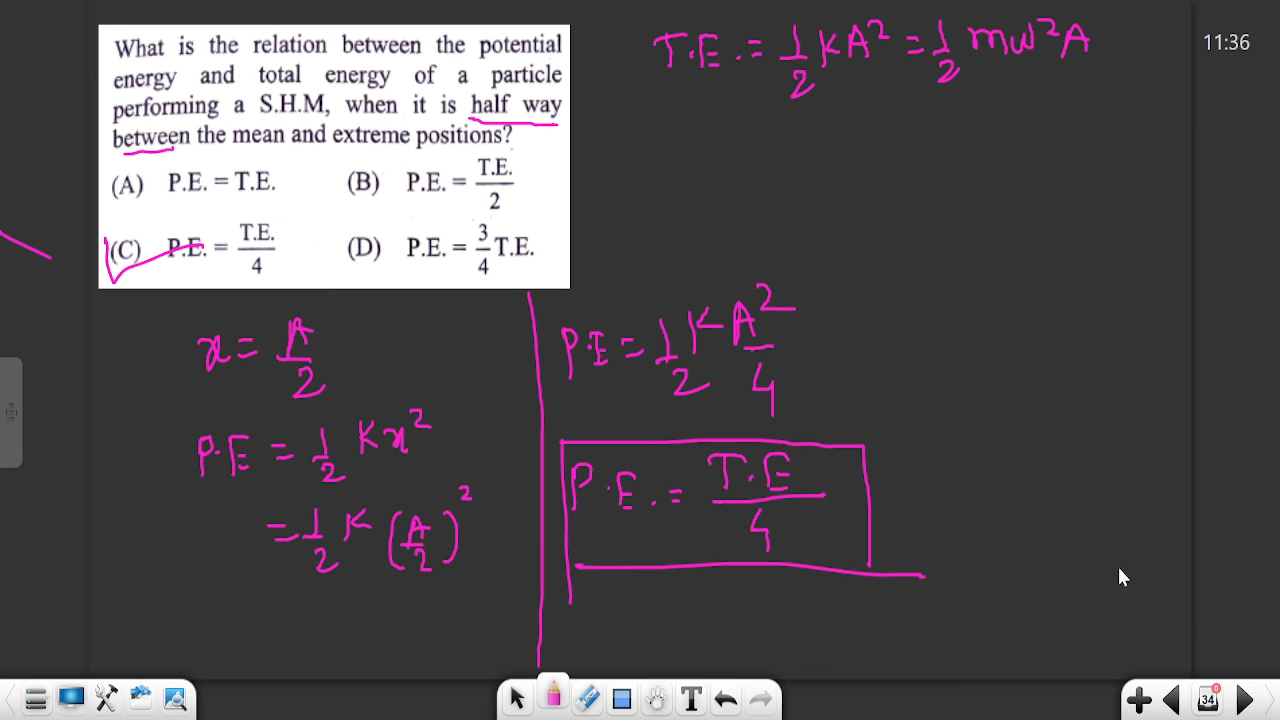 What is the relation between the potential
energy and total energy of a particle
performing a S.H.M, when it is half way
between the mean and extreme positions?
(A) P.E. = T.E. (B) P.E. = T.E./2
(C) P.E. = T.E./4 (D) P.E. = 3/4 T.E.
T.E. = 1/2 KA² = 1/2 mω²A
11:36
x = A/2
P.E = 1/2 Kx²
= 1/2 K (A/2)²
P.E = 1/2 K A²/4
P.E. = T.E/4
T
34
0